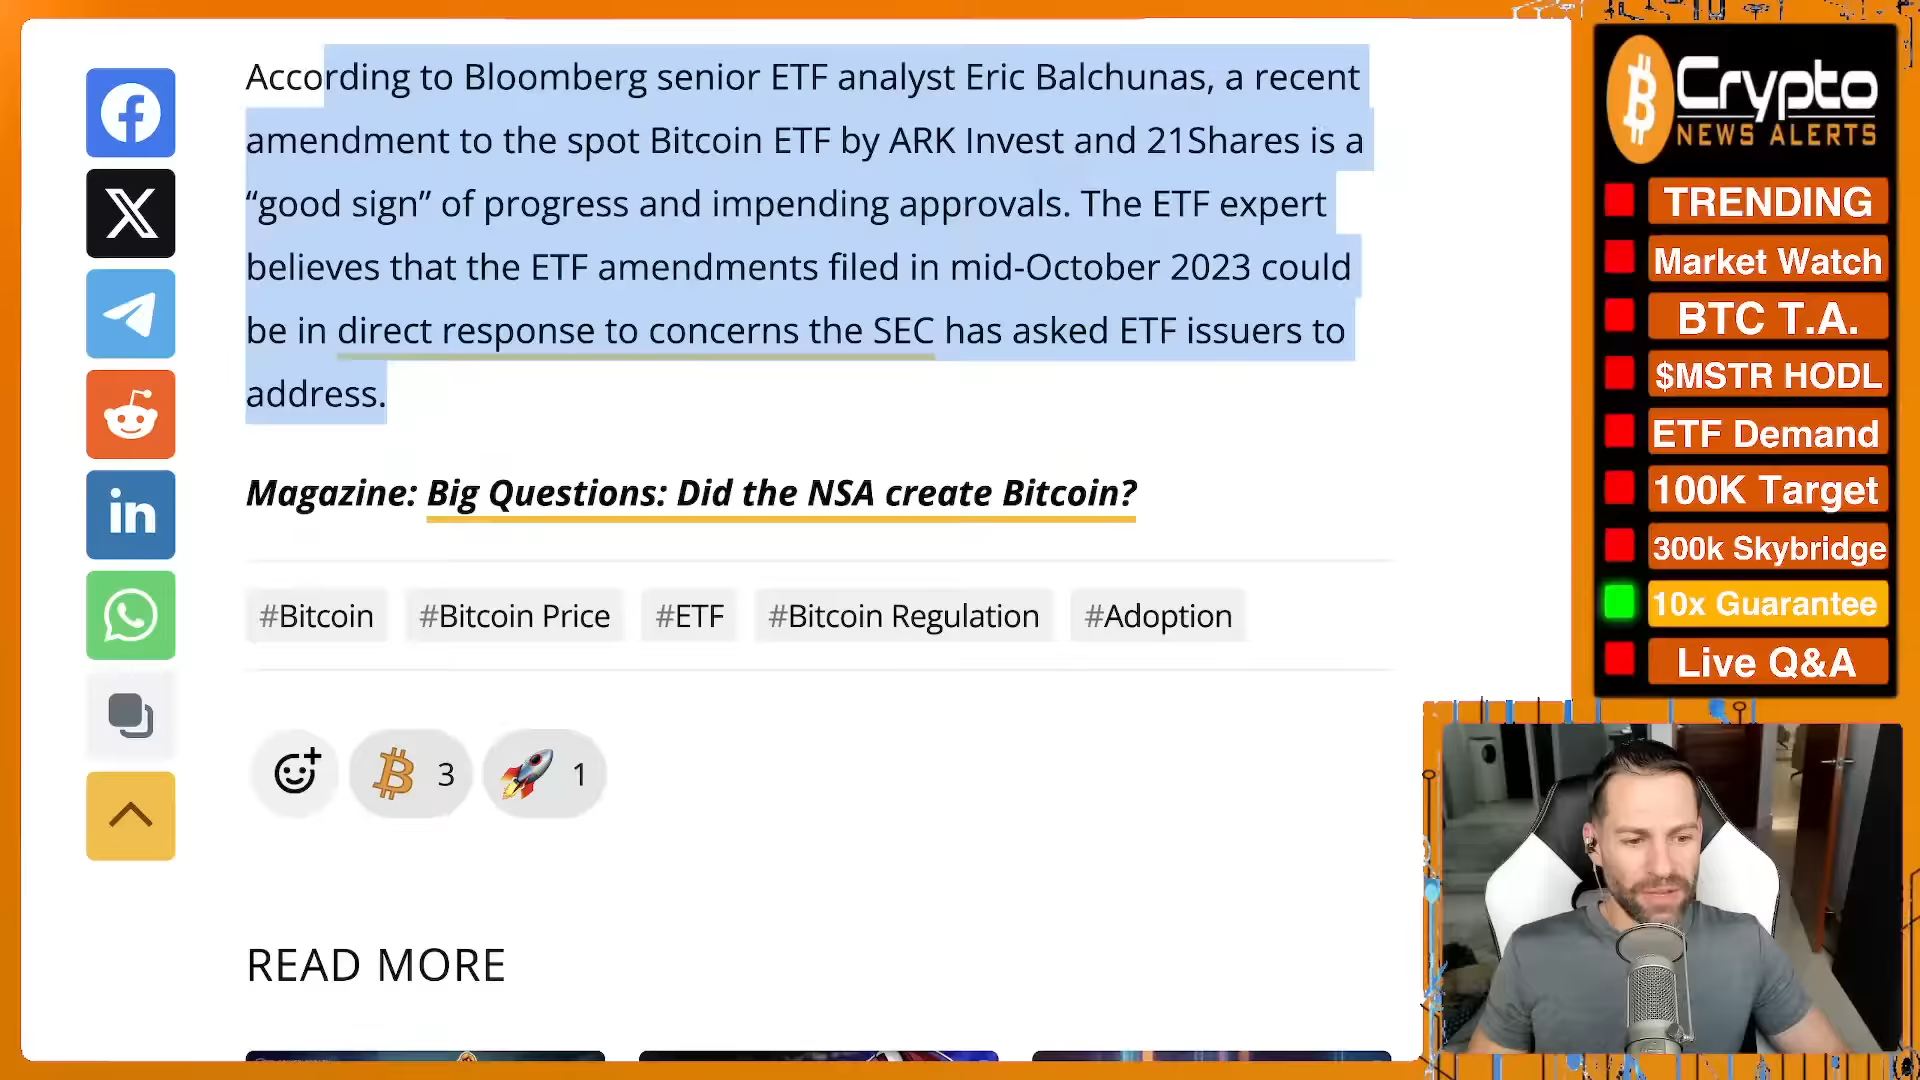 According to Bloomberg senior ETF analyst Eric Balchunas, a recent
amendment to the spot Bitcoin ETF by ARK Invest and 21Shares is a
“good sign” of progress and impending approvals. The ETF expert
believes that the ETF amendments filed in mid-October 2023 could
be in direct response to concerns the SEC has asked ETF issuers to
address.
Magazine: Big Questions: Did the NSA create Bitcoin?
#Bitcoin #Bitcoin Price #ETF #Bitcoin Regulation #Adoption
3 1
READ MORE
Crypto
NEWS ALERTS
TRENDING
Market Watch
BTC T.A.
$MSTR HODL
ETF Demand
100K Target
300k Skybridge
10x Guarantee
Live Q&A